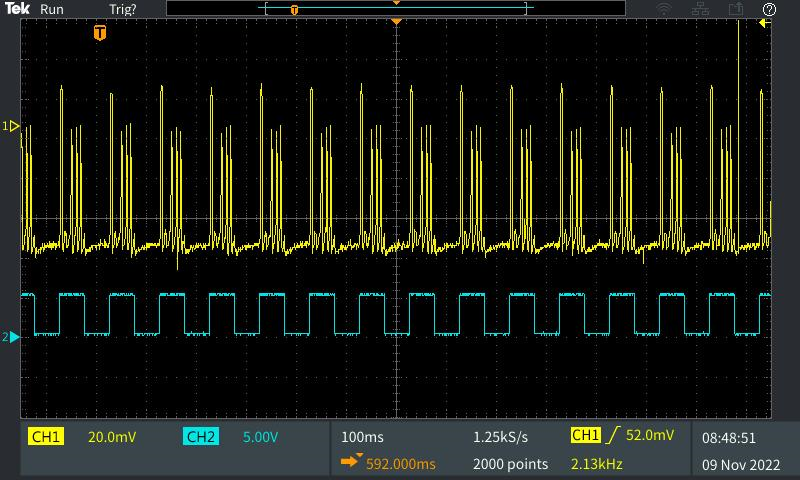 Tek Run Trig?
T
T
?
1
2
CH1 20.0mV CH2 5.00V 100ms 1.25kS/s CH1 52.0mV 08:48:51
592.000ms 2000 points 2.13kHz 09 Nov 2022